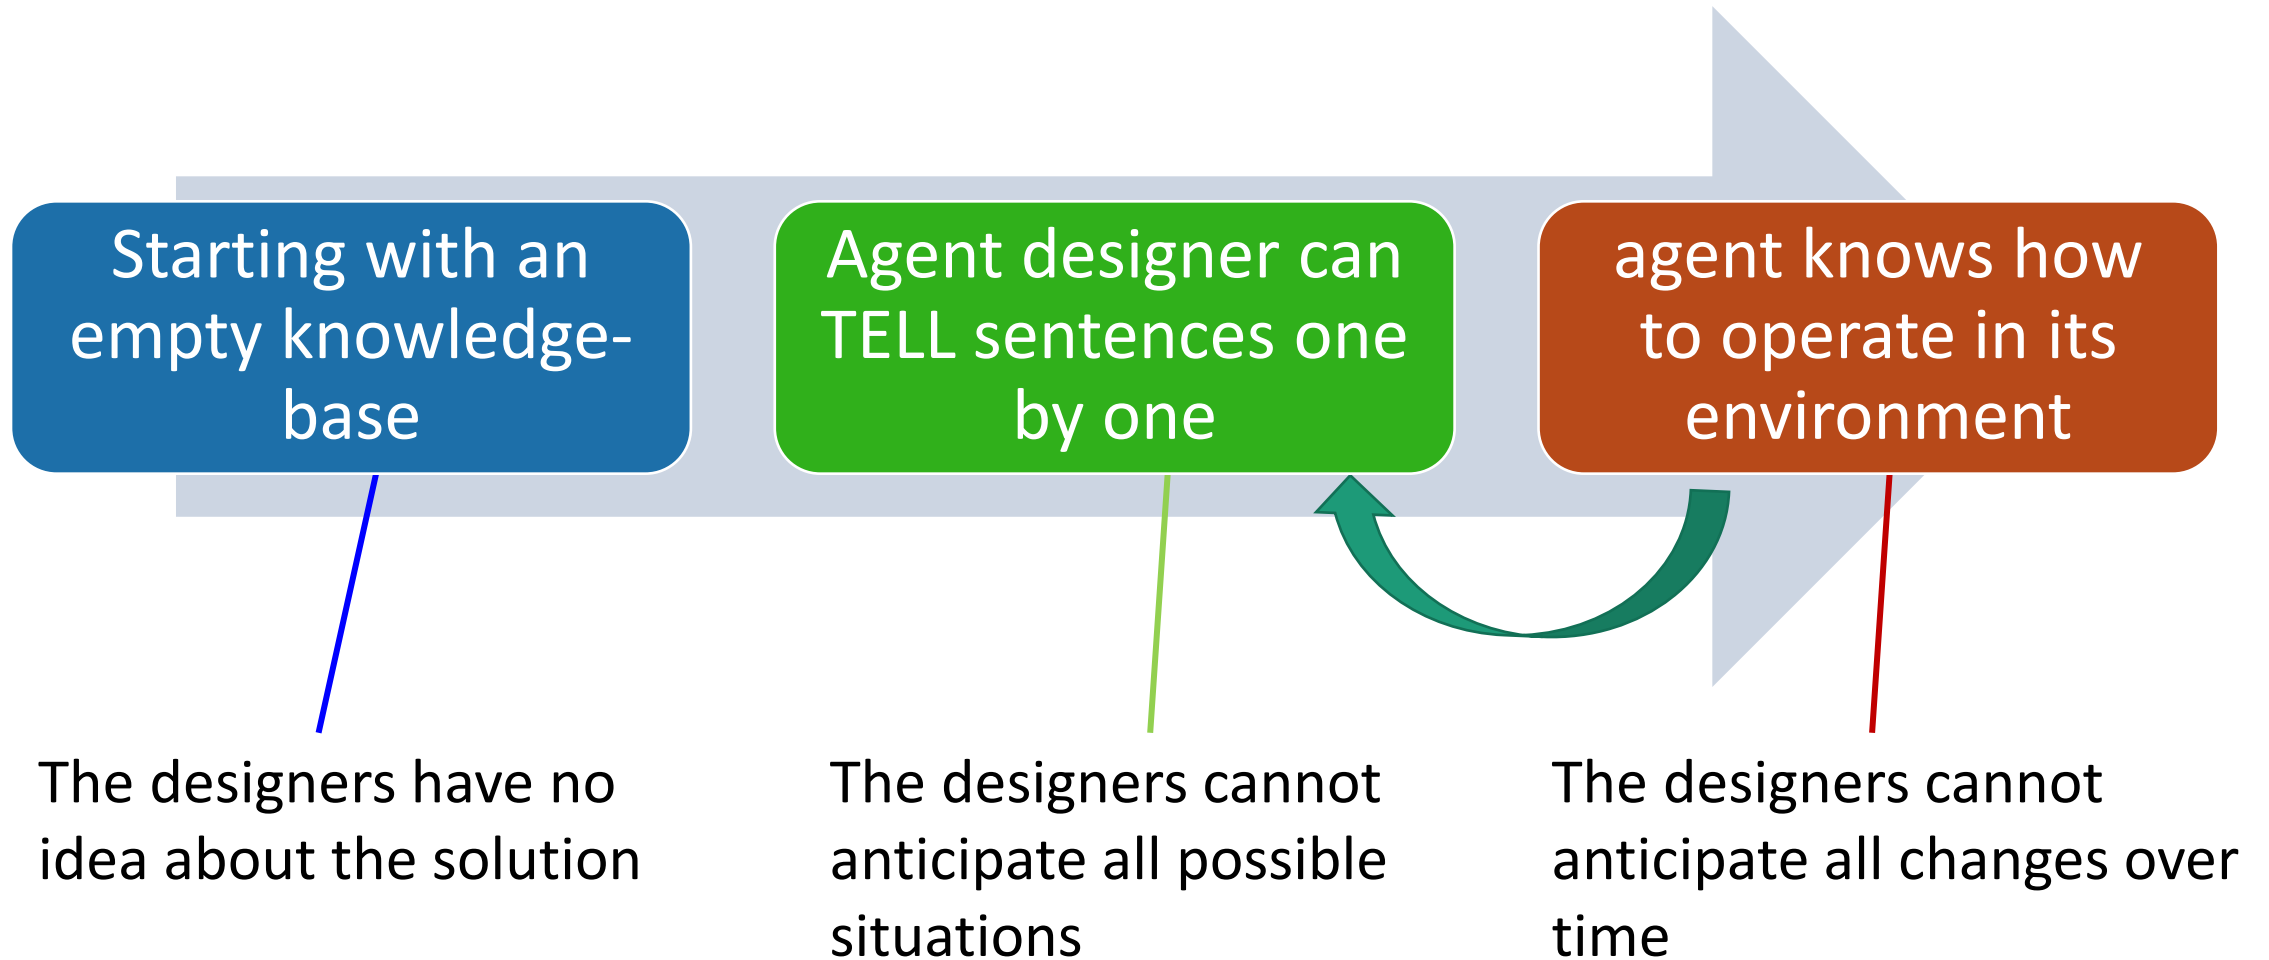 Starting with an
empty knowledge-
base
Agent designer can
TELL sentences one
by one
agent knows how
to operate in its
environment
The designers have no
idea about the solution
The designers cannot
anticipate all possible
situations
The designers cannot
anticipate all changes over
time